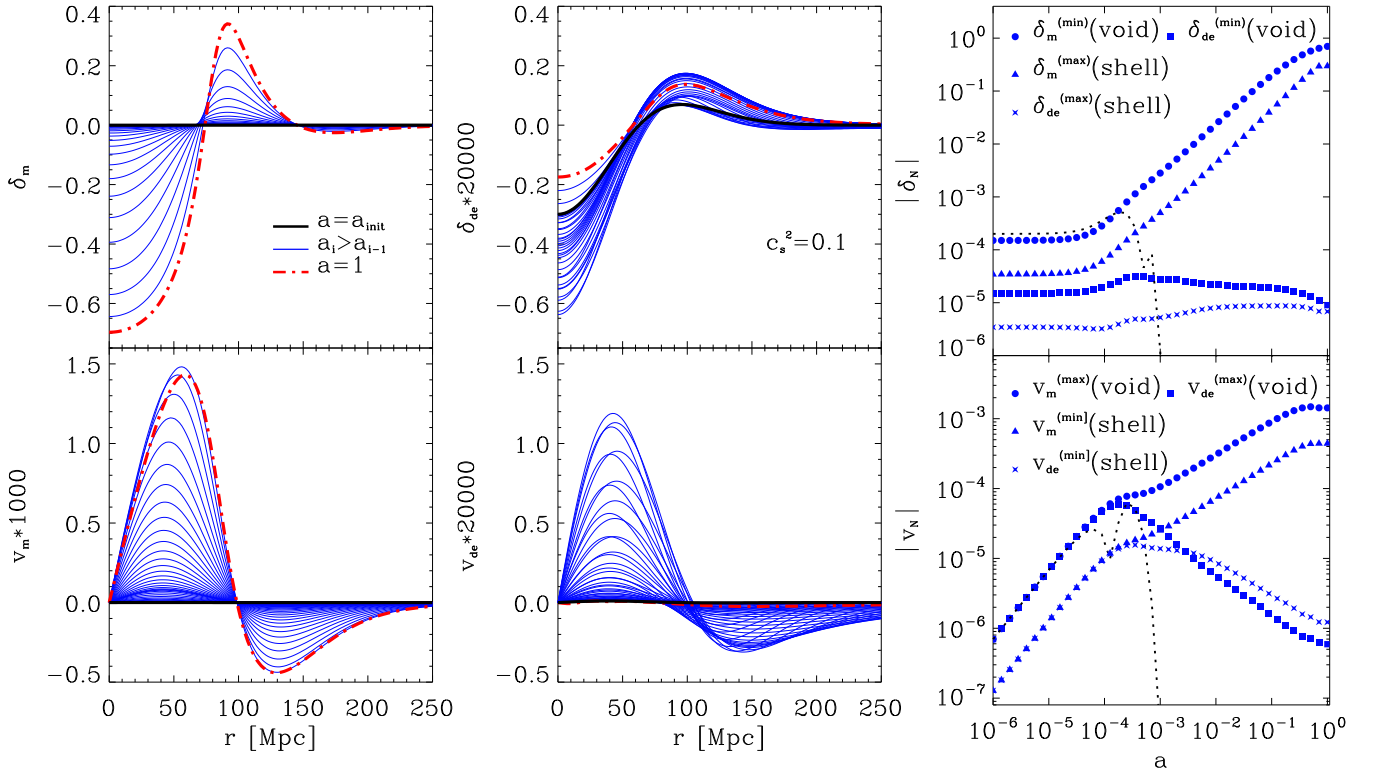 0.4
0.2
0.0
−0.2
−0.4
−0.6
δm
a=ainit
ai>ai−1
a=1
0.4
0.2
0.0
−0.2
−0.4
−0.6
δde*20000
cs²=0.1
δm(min)(void) δde(min)(void)
δm(max)(shell)
δde(max)(shell)
10⁰
10⁻¹
10⁻²
10⁻³
10⁻⁴
10⁻⁵
10⁻⁶
|δN|
1.5
1.0
0.5
0.0
−0.5
vm*1000
0 50 100 150 200 250
r [Mpc]
1.5
1.0
0.5
0.0
−0.5
vde*20000
0 50 100 150 200 250
r [Mpc]
vm(max)(void) vde(max)(void)
vm(min](shell)
vde(min](shell)
10⁻³
10⁻⁴
10⁻⁵
10⁻⁶
10⁻⁷
|vN|
10⁻⁶ 10⁻⁵ 10⁻⁴ 10⁻³ 10⁻² 10⁻¹ 10⁰
a